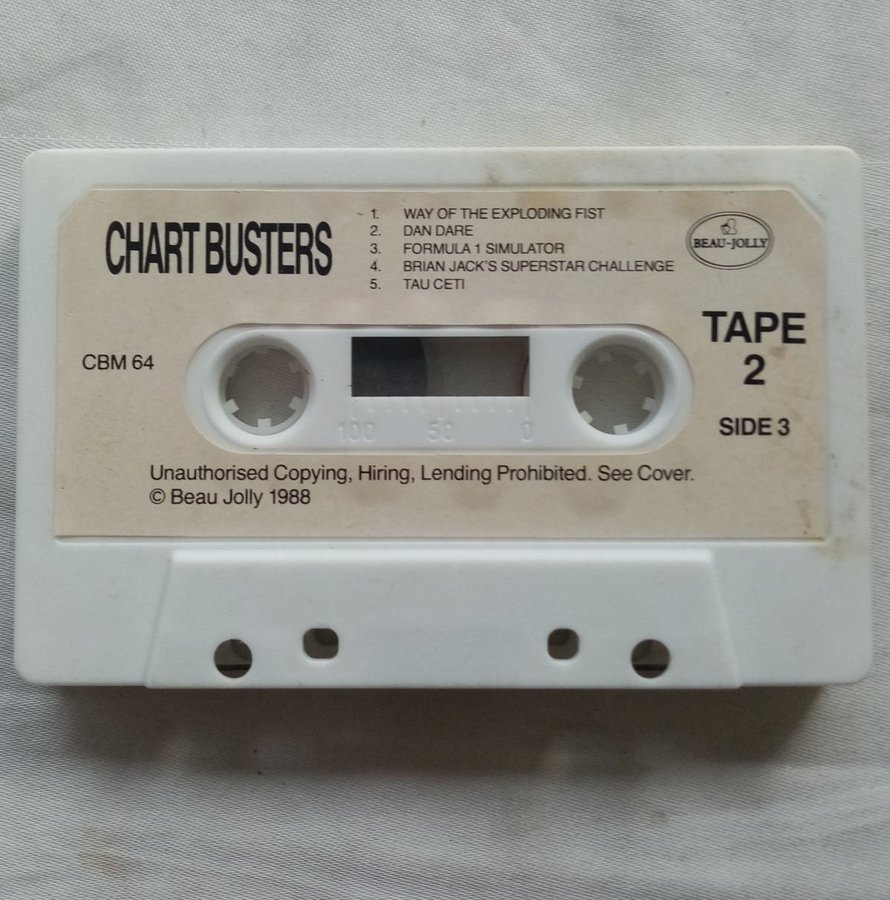 CHART BUSTERS
1. WAY OF THE EXPLODING FIST
2. DAN DARE
3. FORMULA 1 SIMULATOR
4. BRIAN JACK'S SUPERSTAR CHALLENGE
5. TAU CETI
BEAU-JOLLY
TAPE
2
CBM 64
SIDE 3
100 50 0
Unauthorised Copying, Hiring, Lending Prohibited. See Cover.
© Beau Jolly 1988